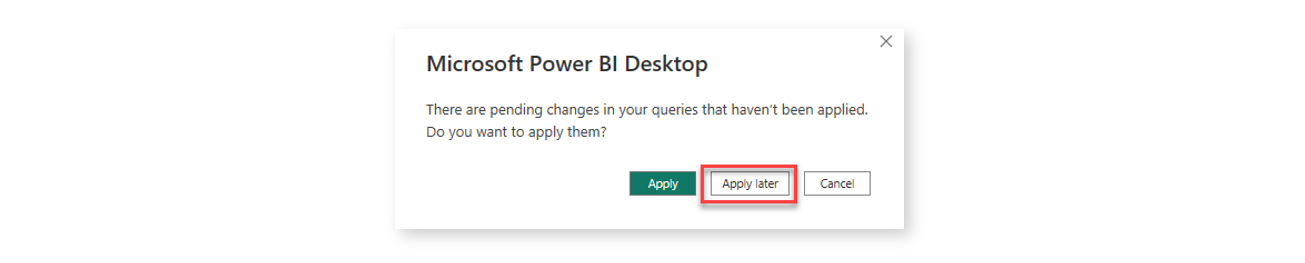 Microsoft Power BI Desktop
There are pending changes in your queries that haven't been applied.
Do you want to apply them?
Apply
Apply later
Cancel